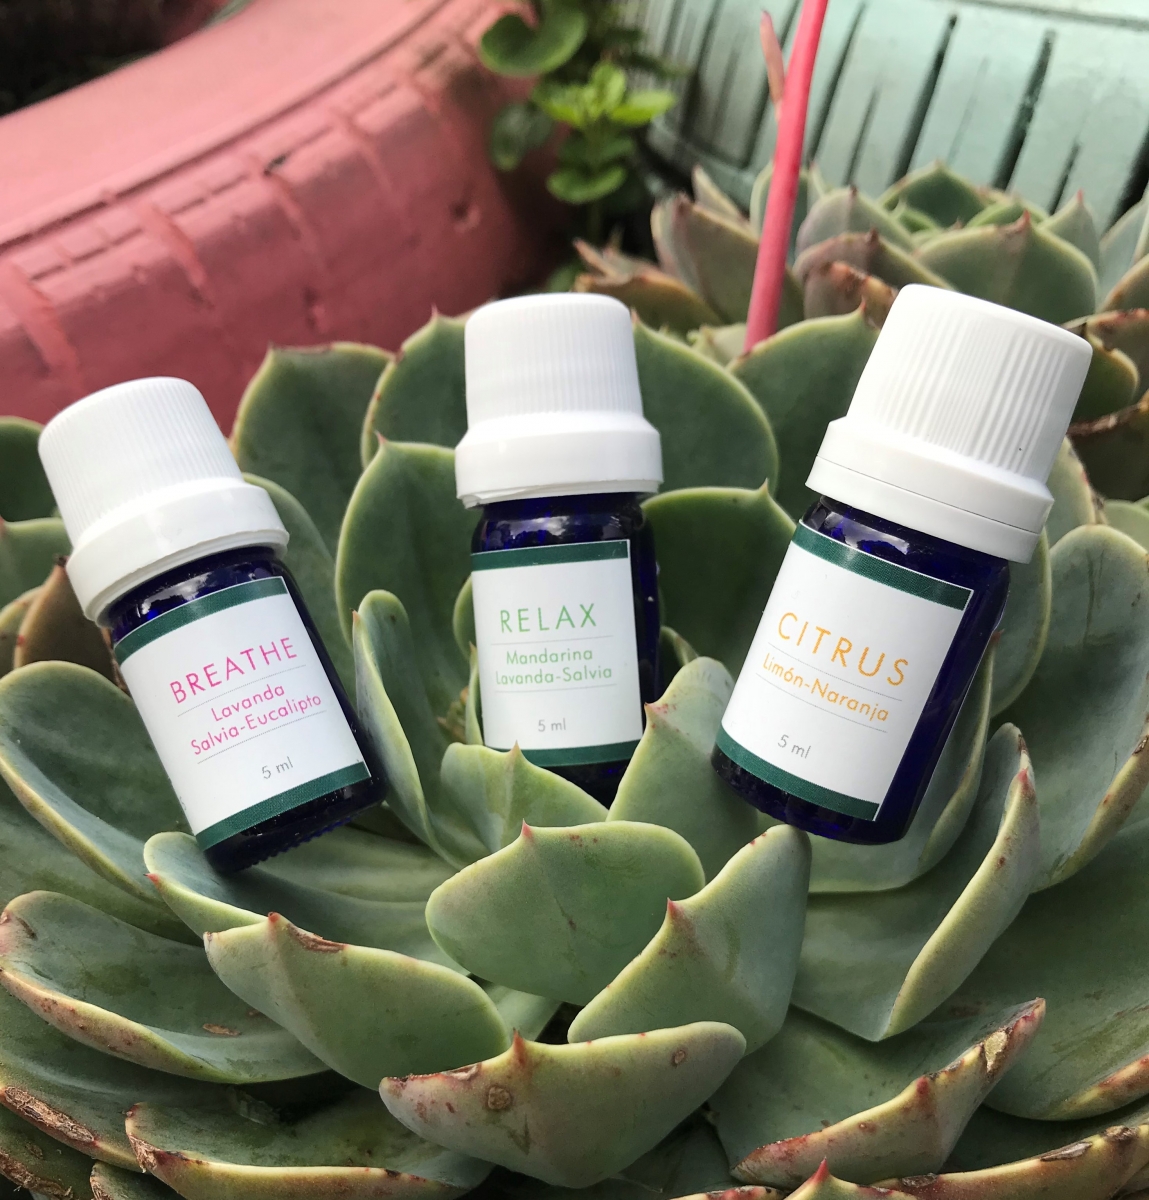 BREATHE
Lavanda
Salvia-Eucalipto
5 ml
RELAX
Mandarina
Lavanda-Salvia
5 ml
CITRUS
Limón-Naranja
5 ml